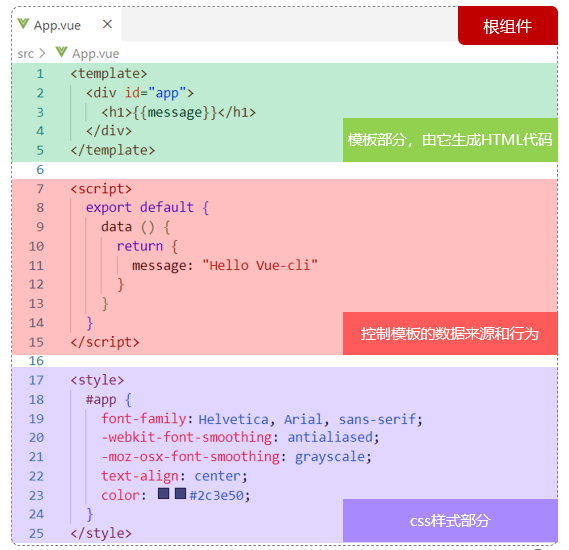 App.vue
根组件
src > App.vue
1 <template>
2 <div id="app">
3 <h1>{{message}}</h1>
4 </div>
5 </template>
模板部分，由它生成HTML代码
6
7 <script>
8 export default {
9 data () {
10 return {
11 message: "Hello Vue-cli"
12 }
13 }
14 }
15 </script>
控制模板的数据来源和行为
16
17 <style>
18 #app {
19 font-family: Helvetica, Arial, sans-serif;
20 -webkit-font-smoothing: antialiased;
21 -moz-osx-font-smoothing: grayscale;
22 text-align: center;
23 color: #2c3e50;
24 }
25 </style>
css样式部分